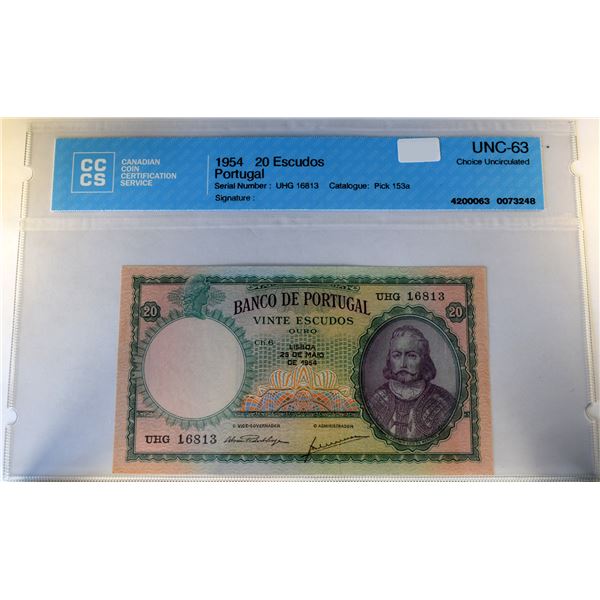 CC
CS
CANADIAN
COIN
CERTIFICATION
SERVICE
1954 20 Escudos
Portugal
Serial Number : UHG 16813 Catalogue: Pick 153a
Signature :
UNC-63
Choice Uncirculated
4200063 0073248
20
BANCO DE PORTUGAL
UHG 16813
20
VINTE ESCUDOS
OURO
Ch.6
LISBOA
25 DE MAIO
DE 1954
O VICE-GOVERNADOR
O ADMINISTRADOR
UHG 16813